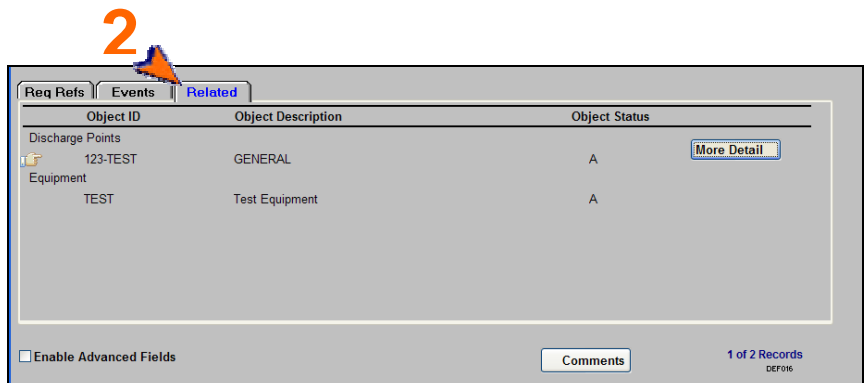 2
Req Refs Events Related
Object ID Object Description Object Status
Discharge Points
123-TEST GENERAL A More Detail
Equipment
TEST Test Equipment A
Enable Advanced Fields Comments 1 of 2 Records
DEF016